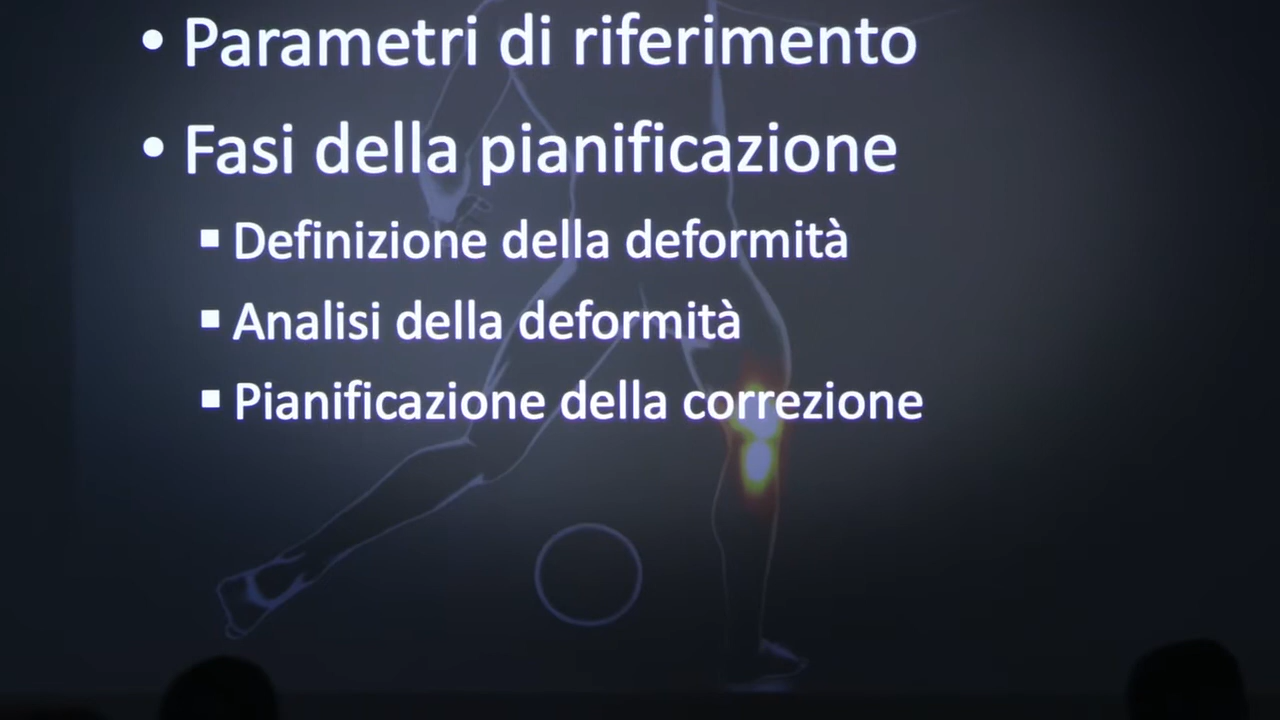 • Parametri di riferimento
• Fasi della pianificazione
▪ Definizione della deformità
▪ Analisi della deformità
▪ Pianificazione della correzione